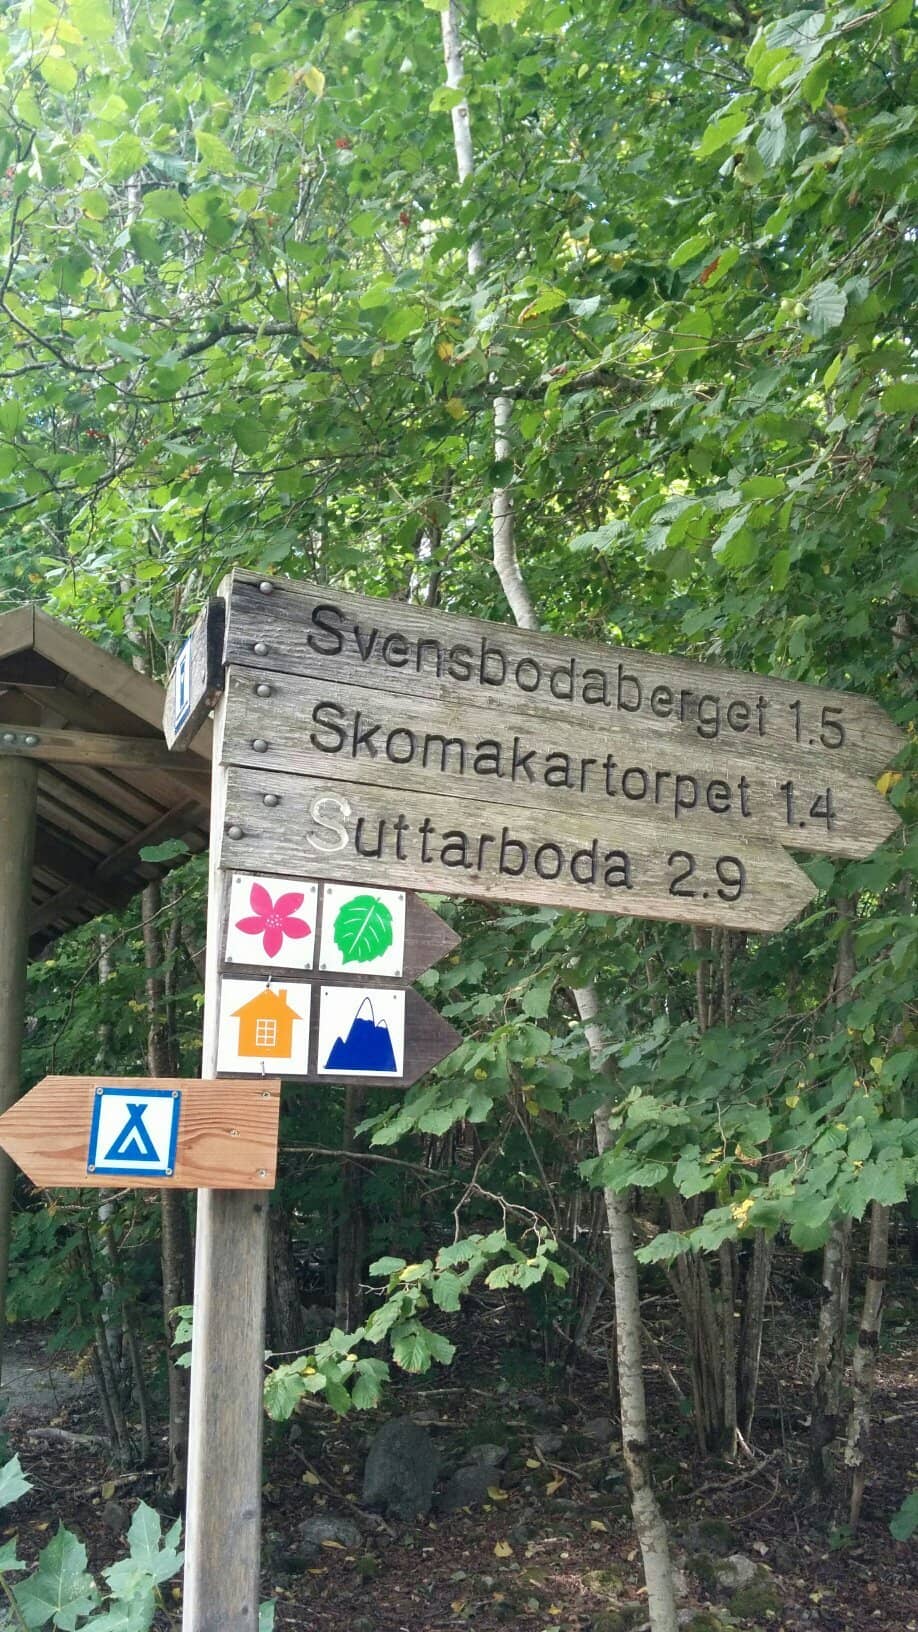 Svensbodaberget 1.5
Skomakartorpet 1.4
Suttarboda 2.9